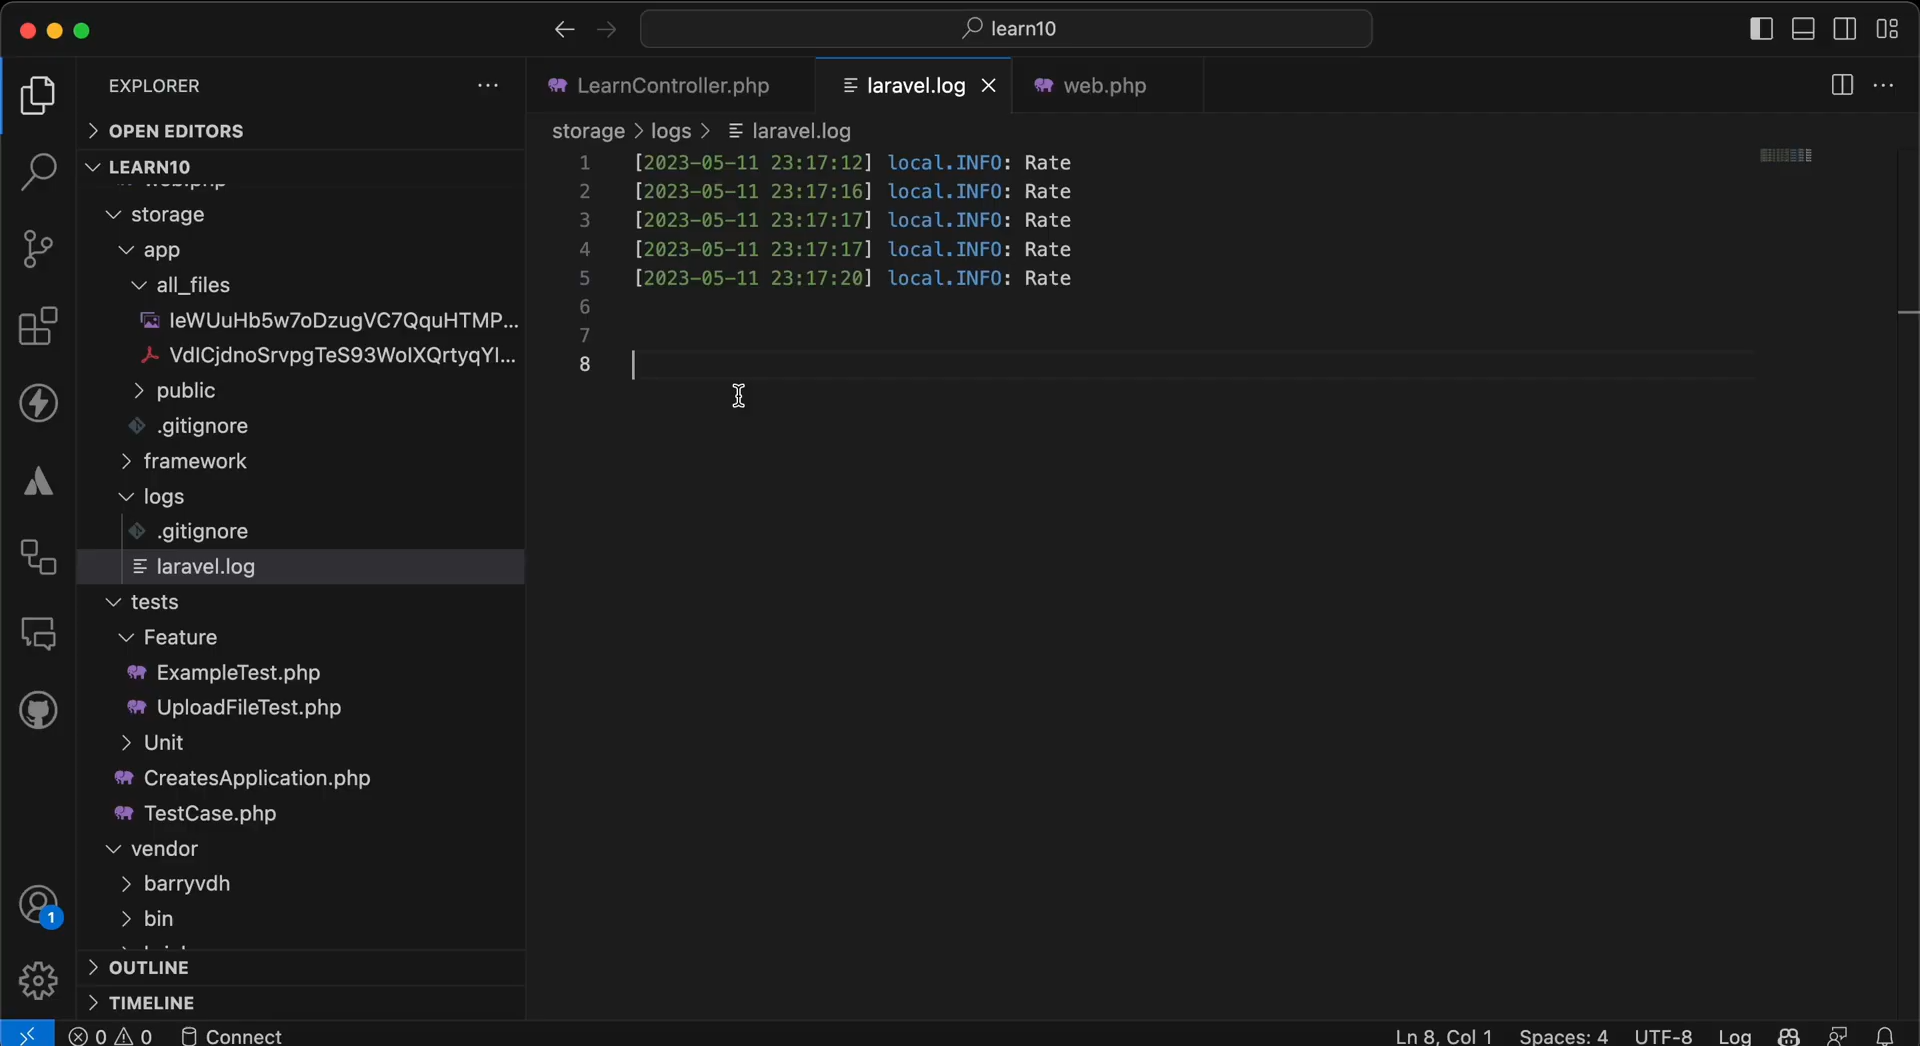 learn10
EXPLORER
LearnController.php
laravel.log
web.php
OPEN EDITORS
storage > logs > laravel.log
LEARN10
web.php
storage
app
all_files
VdICjdnoSrvpgTeS93WoIXQrtyqYI...
public
.gitignore
framework
logs
.gitignore
laravel.log
tests
Feature
ExampleTest.php
UploadFileTest.php
Unit
CreatesApplication.php
TestCase.php
vendor
barryvdh
bin
OUTLINE
TIMELINE
1 [2023-05-11 23:17:12] local.INFO: Rate
2 [2023-05-11 23:17:16] local.INFO: Rate
3 [2023-05-11 23:17:17] local.INFO: Rate
4 [2023-05-11 23:17:17] local.INFO: Rate
5 [2023-05-11 23:17:20] local.INFO: Rate
6
7
8
1
0 0 Connect
Ln 8, Col 1 Spaces: 4 UTF-8 Log